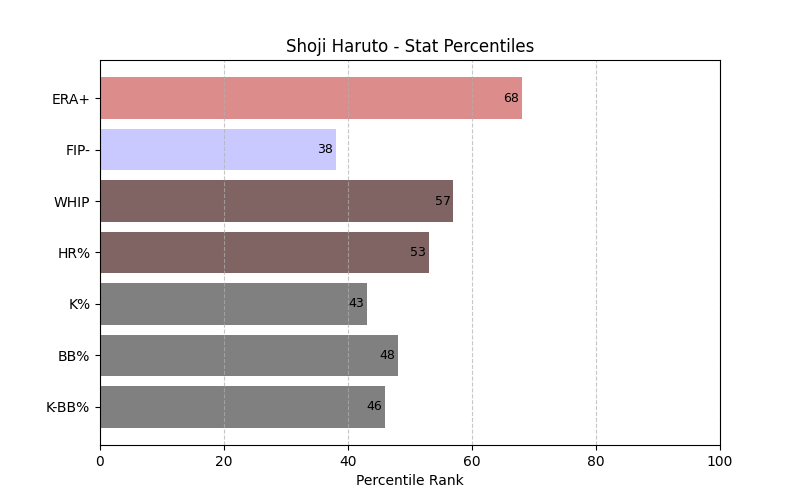 Shoji Haruto - Stat Percentiles
ERA+ 68
FIP- 38
WHIP 57
HR% 53
K% 43
BB% 48
K-BB% 46
0 20 40 60 80 100
Percentile Rank